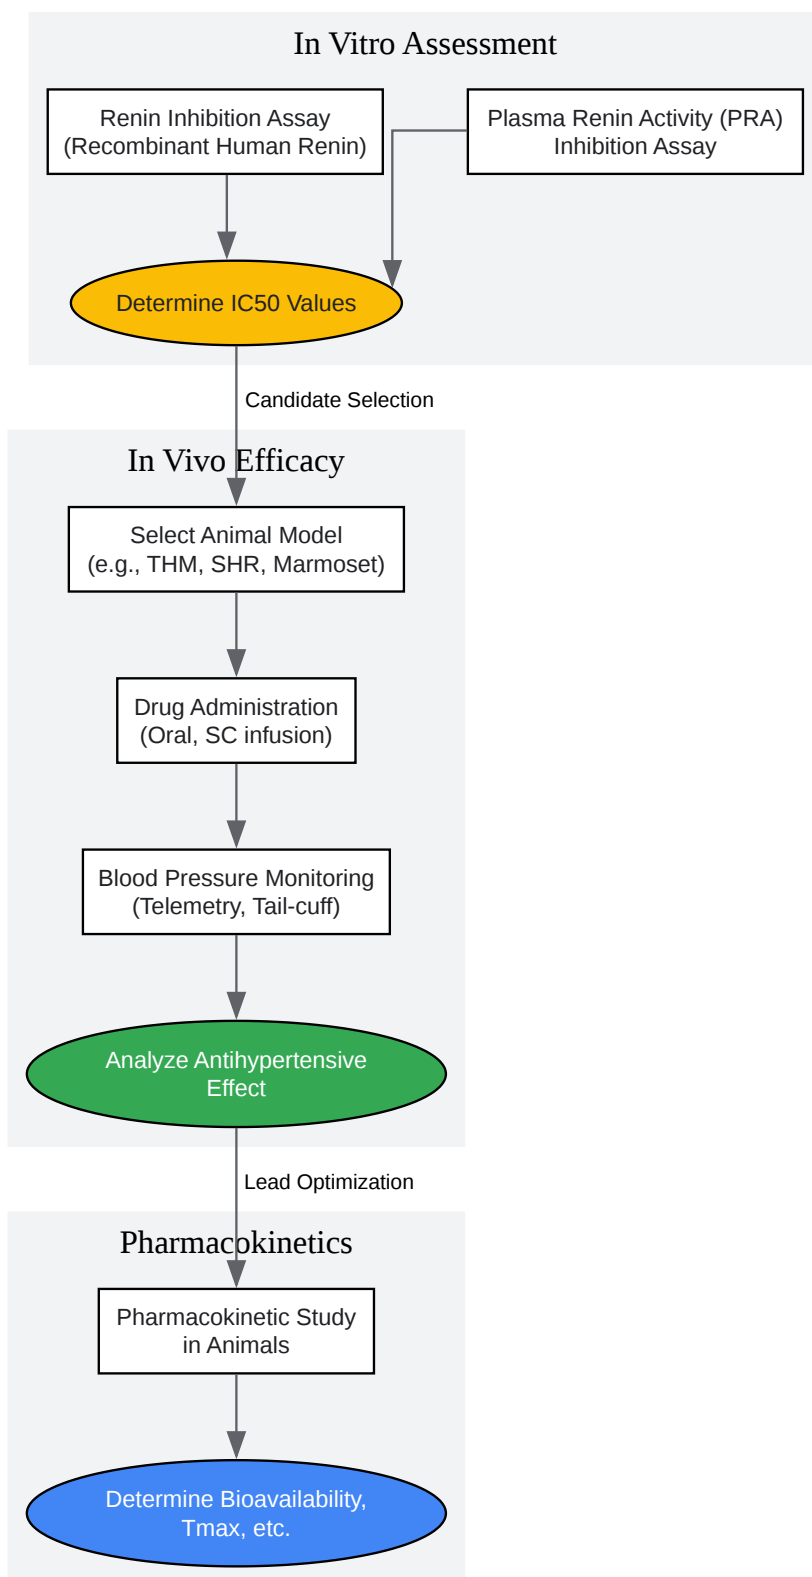 In Vitro Assessment
Renin Inhibition Assay
(Recombinant Human Renin)
Plasma Renin Activity (PRA)
Inhibition Assay
Determine IC50 Values
Candidate Selection
In Vivo Efficacy
Select Animal Model
(e.g., THM, SHR, Marmoset)
Drug Administration
(Oral, SC infusion)
Blood Pressure Monitoring
(Telemetry, Tail-cuff)
Analyze Antihypertensive
Effect
Lead Optimization
Pharmacokinetics
Pharmacokinetic Study
in Animals
Determine Bioavailability,
Tmax, etc.